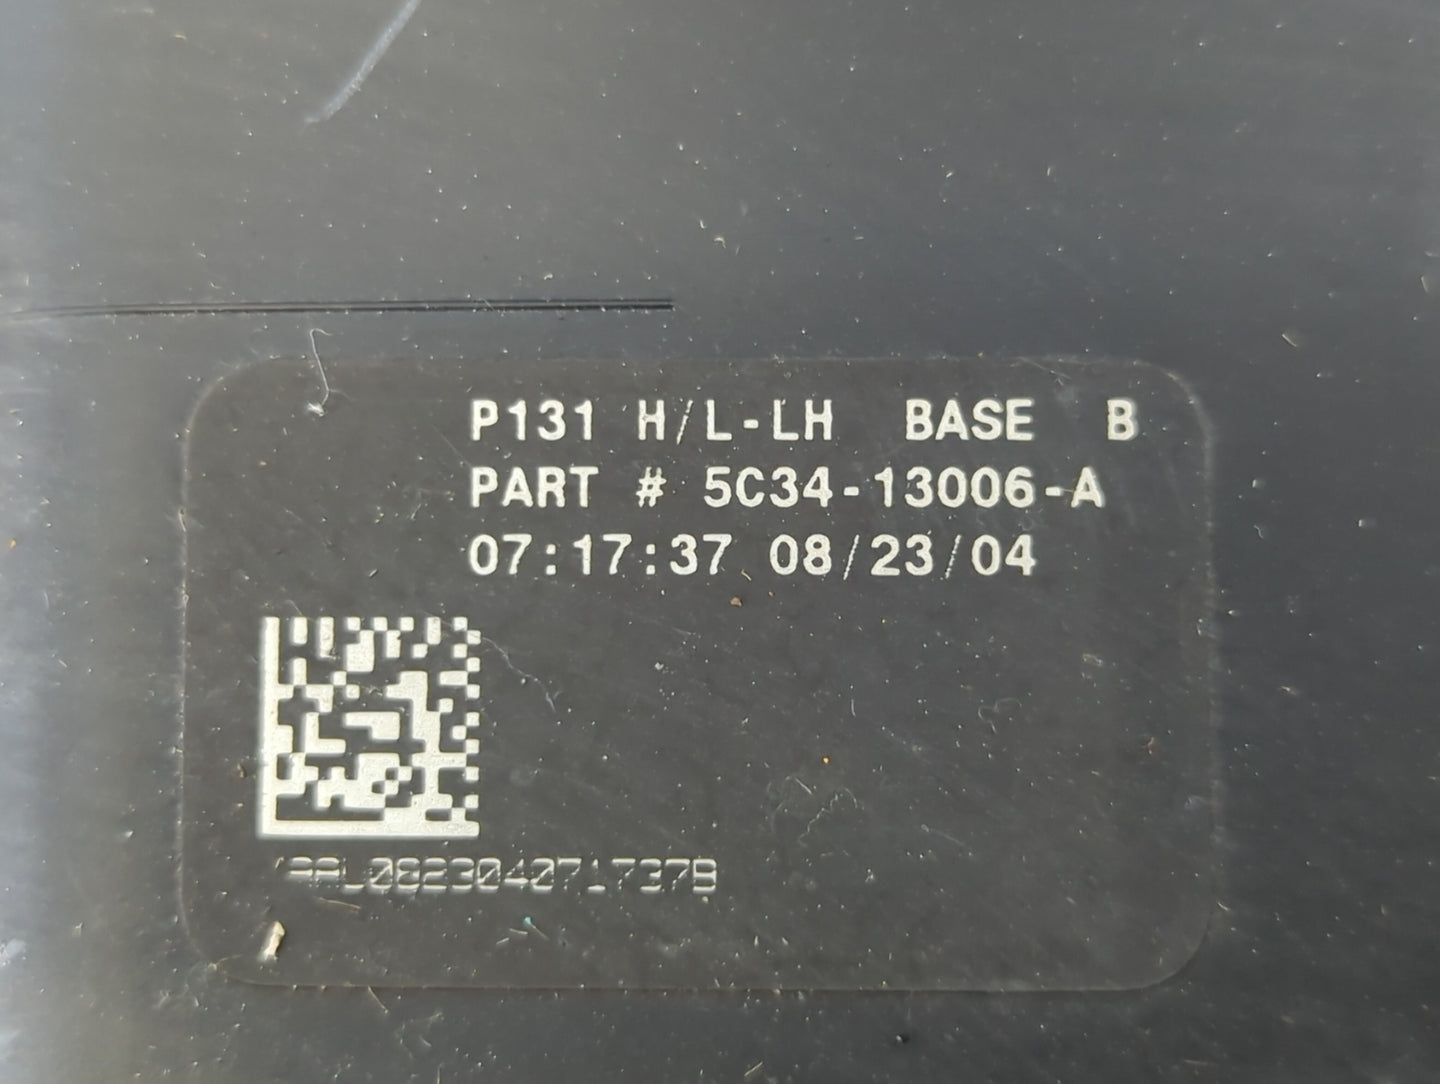 P131 H/L-LH BASE B
PART # 5C34-13006-A
07:17:37 08/23/04